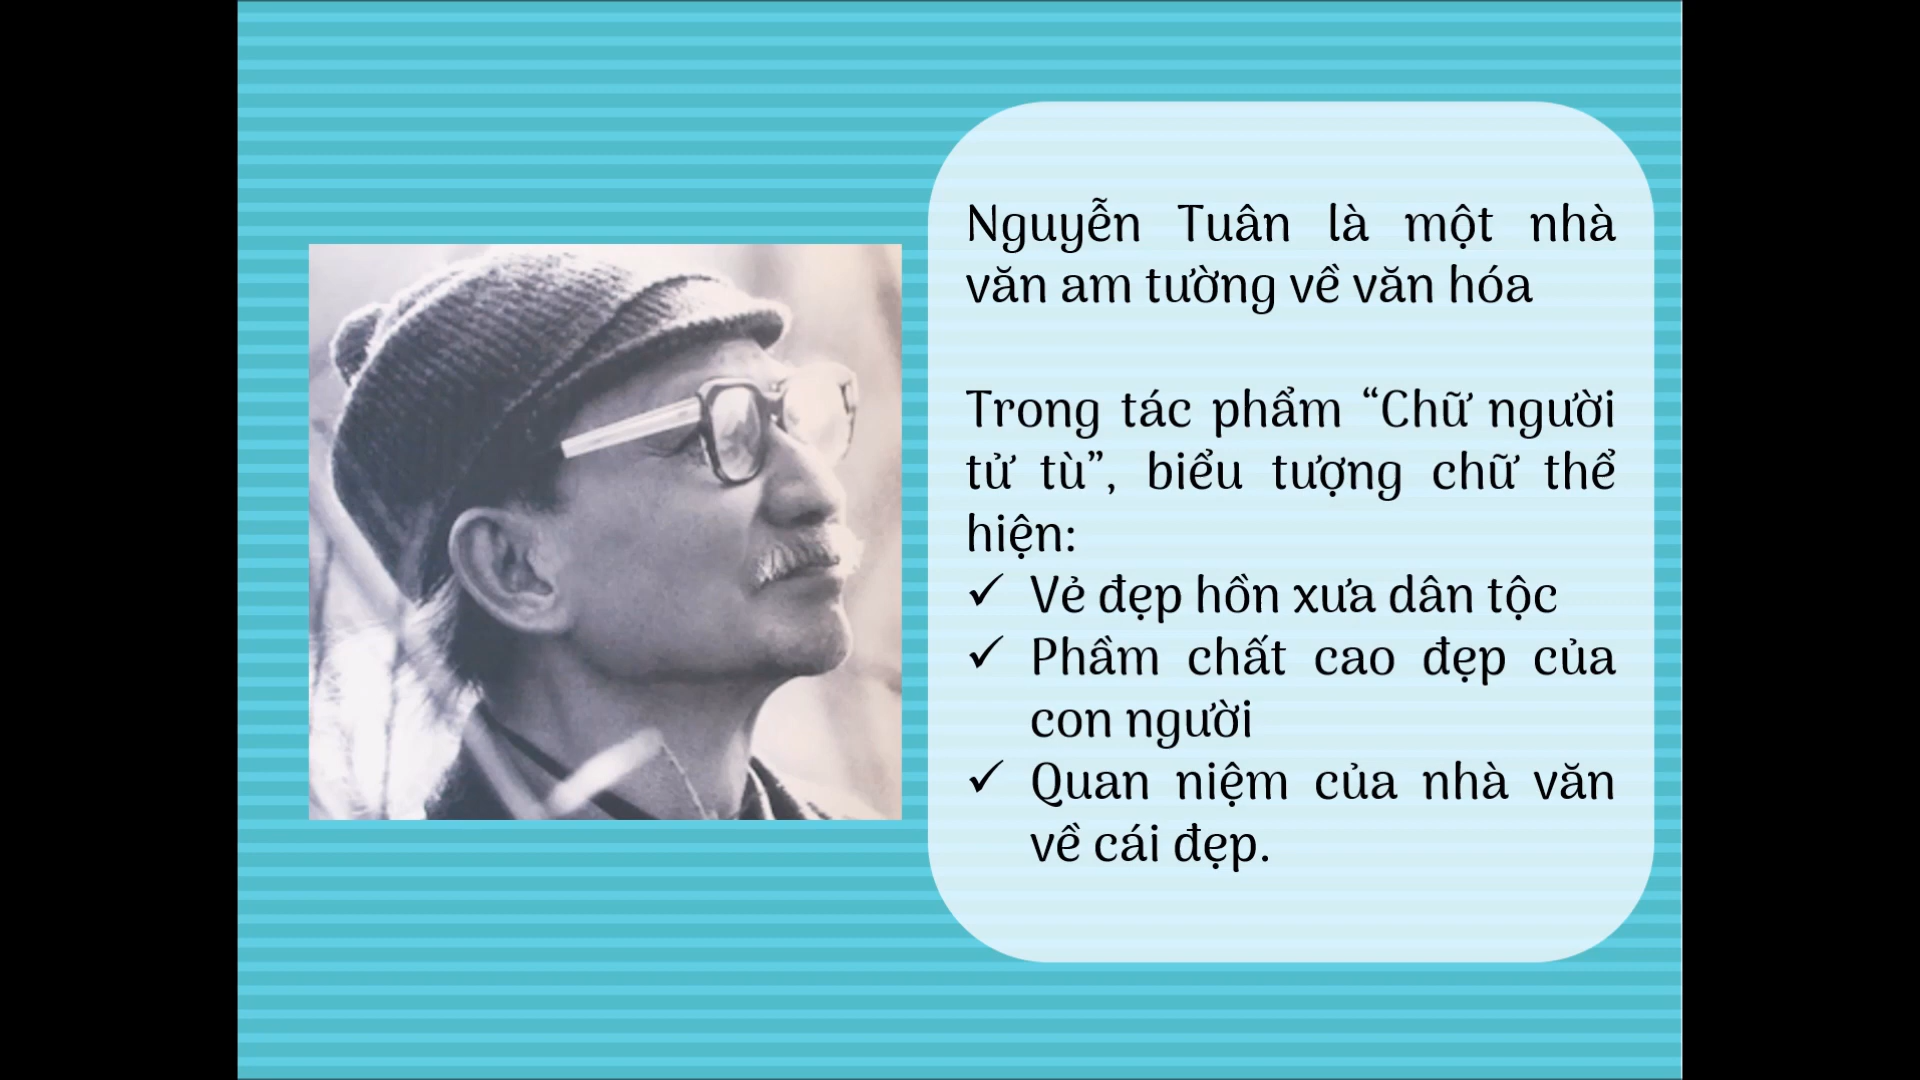 Nguyễn Tuân là một nhà
văn am tường về văn hóa
Trong tác phẩm “Chữ người
tử tù”, biểu tượng chữ thể
hiện:
✓ Vẻ đẹp hồn xưa dân tộc
✓ Phầm chất cao đẹp của
con người
✓ Quan niệm của nhà văn
về cái đẹp.